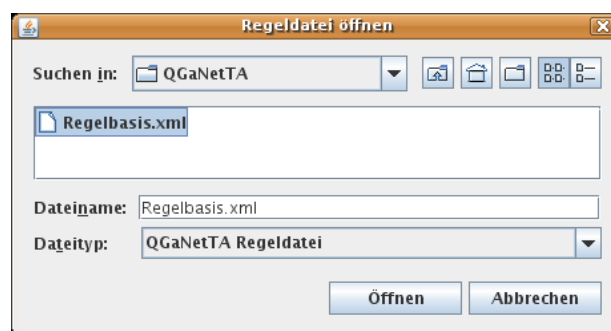 Regeldatei öffnen
Suchen in: QGaNetTA
Regelbasis.xml
Dateiname: Regelbasis.xml
Dateityp: QGaNetTA Regeldatei
Öffnen Abbrechen